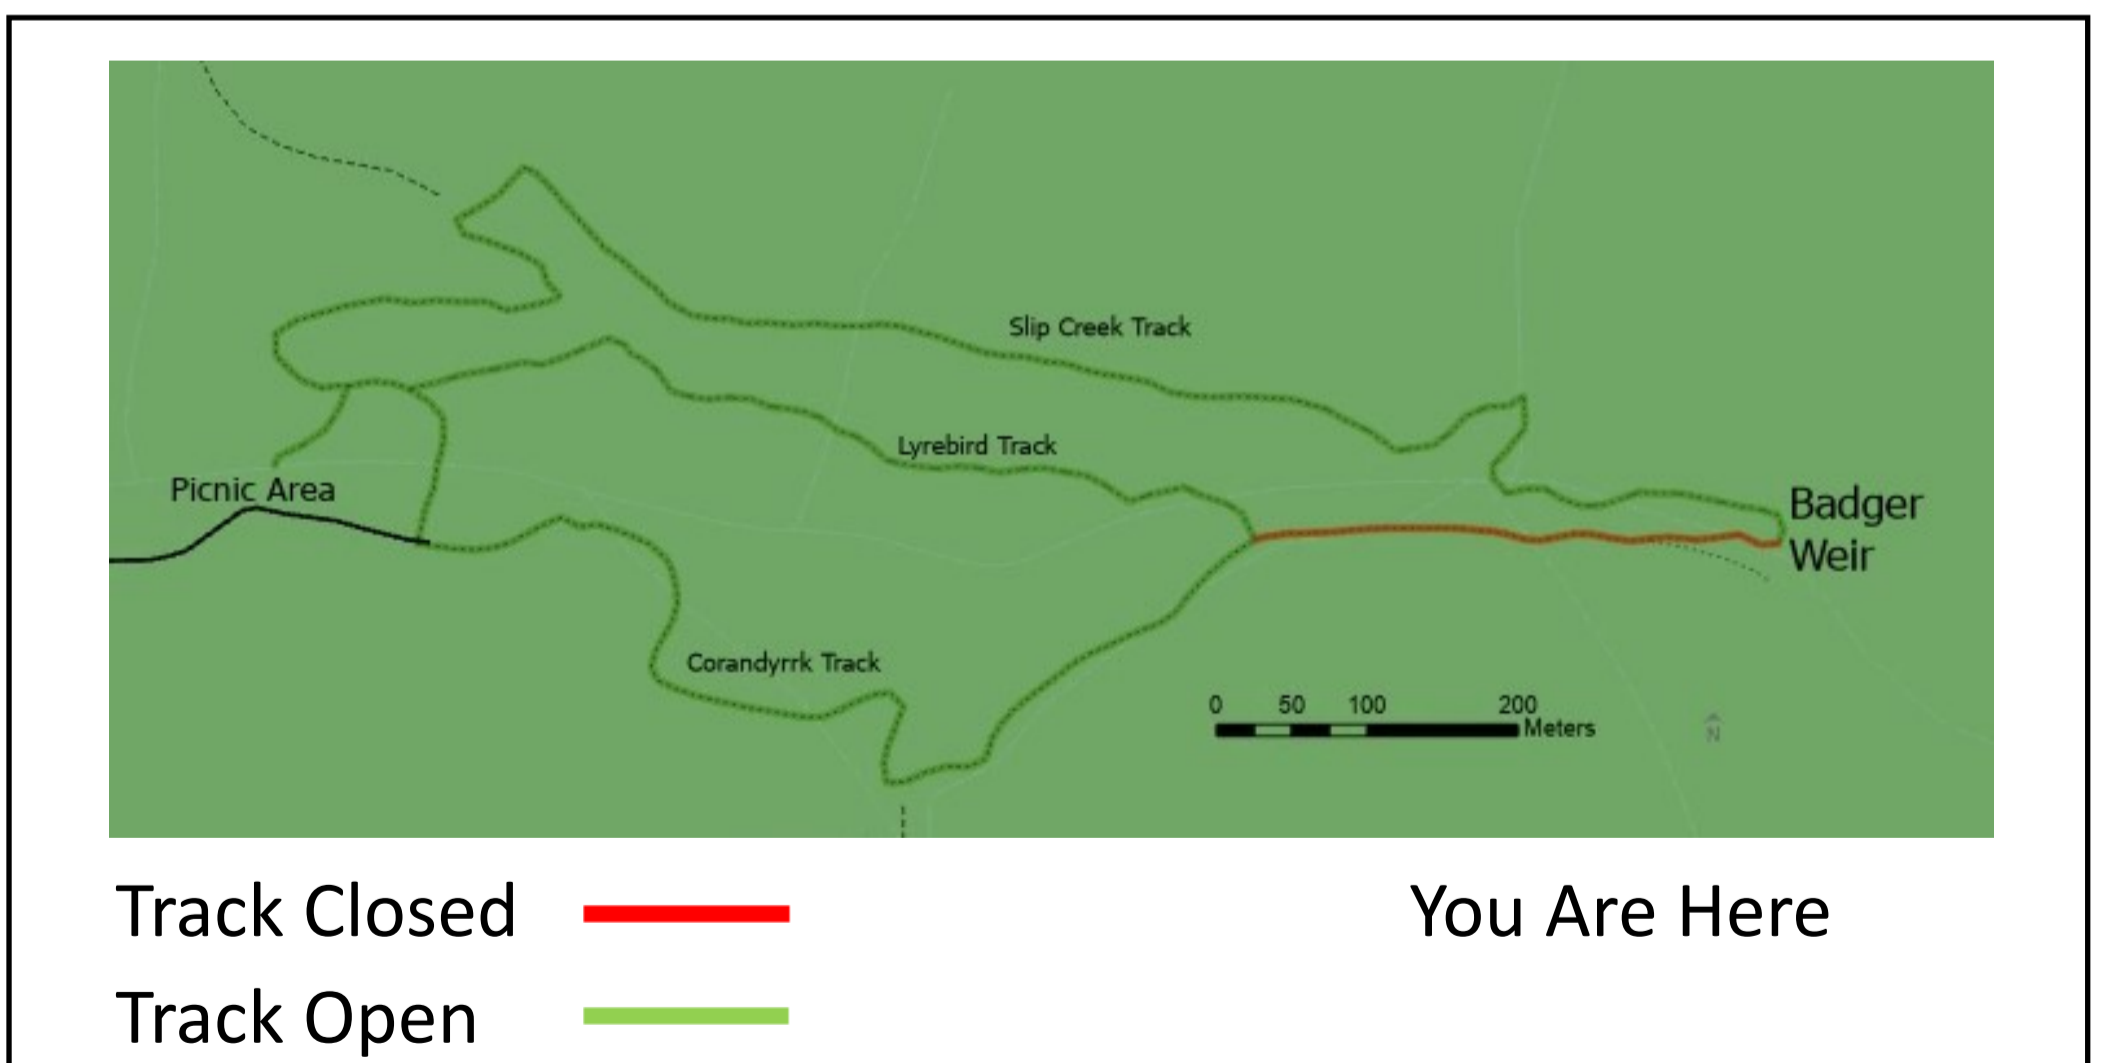 Slip Creek Track
Lyrebird Track
Picnic Area
Badger
Weir
Corandyrrk Track
0 50 100 200
Meters
N
Track Closed
You Are Here
Track Open